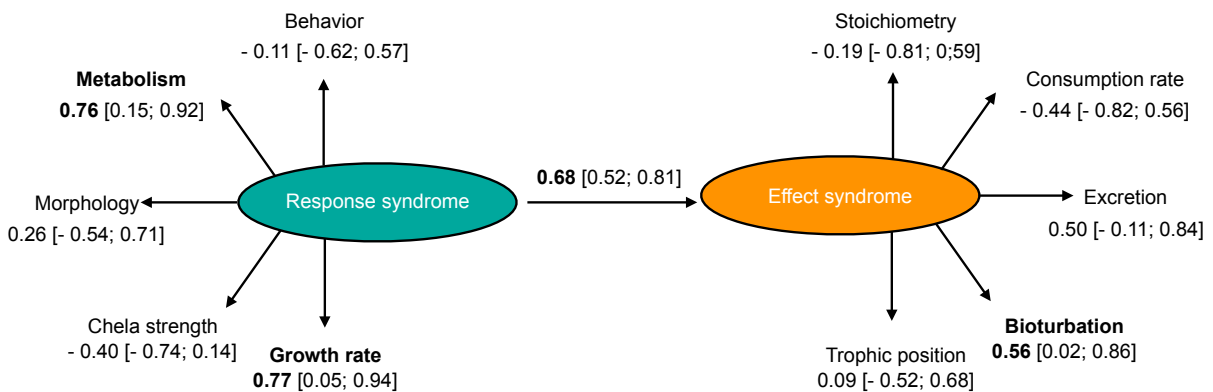 Behavior
- 0.11 [- 0.62; 0.57]
Metabolism
0.76 [0.15; 0.92]
Morphology
0.26 [- 0.54; 0.71]
Chela strength
- 0.40 [- 0.74; 0.14]
Growth rate
0.77 [0.05; 0.94]
Response syndrome
0.68 [0.52; 0.81]
Effect syndrome
Stoichiometry
- 0.19 [- 0.81; 0;59]
Consumption rate
- 0.44 [- 0.82; 0.56]
Excretion
0.50 [- 0.11; 0.84]
Bioturbation
0.56 [0.02; 0.86]
Trophic position
0.09 [- 0.52; 0.68]